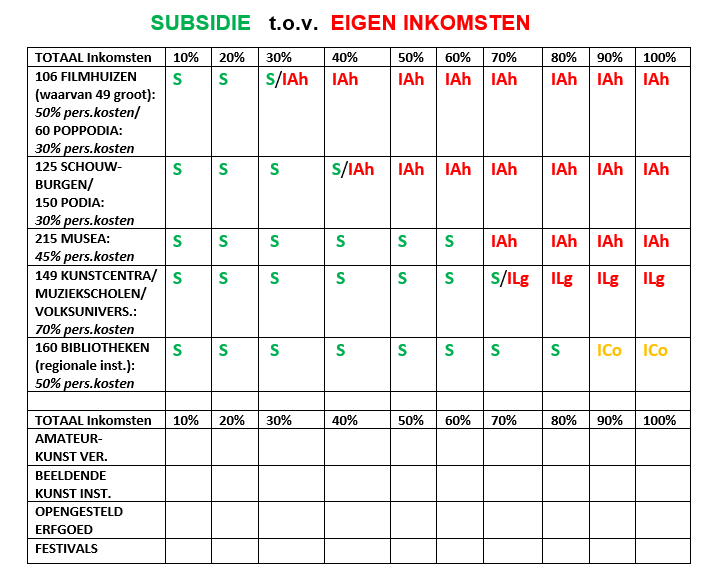 SUBSIDIE t.o.v. EIGEN INKOMSTEN
TOTAAL Inkomsten 10% 20% 30% 40% 50% 60% 70% 80% 90% 100%
106 FILMHUIZEN S S S/IAh IAh IAh IAh IAh IAh IAh IAh
(waarvan 49 groot):
50% pers.kosten/
60 POPPODIA:
30% pers.kosten
125 SCHOUW- S S S S/IAh IAh IAh IAh IAh IAh IAh
BURGEN/
150 PODIA:
30% pers.kosten
215 MUSEA: S S S S S S IAh IAh IAh IAh
45% pers.kosten
149 KUNSTCENTRA/ S S S S S S S/ILg ILg ILg ILg
MUZIEKSCHOLEN/
VOLKSUNIVERS.:
70% pers.kosten
160 BIBLIOTHEKEN S S S S S S S S ICo ICo
(regionale inst.):
50% pers.kosten
TOTAAL Inkomsten 10% 20% 30% 40% 50% 60% 70% 80% 90% 100%
AMATEUR-
KUNST VER.
BEELDENDE
KUNST INST.
OPENGESTELD
ERFGOED
FESTIVALS